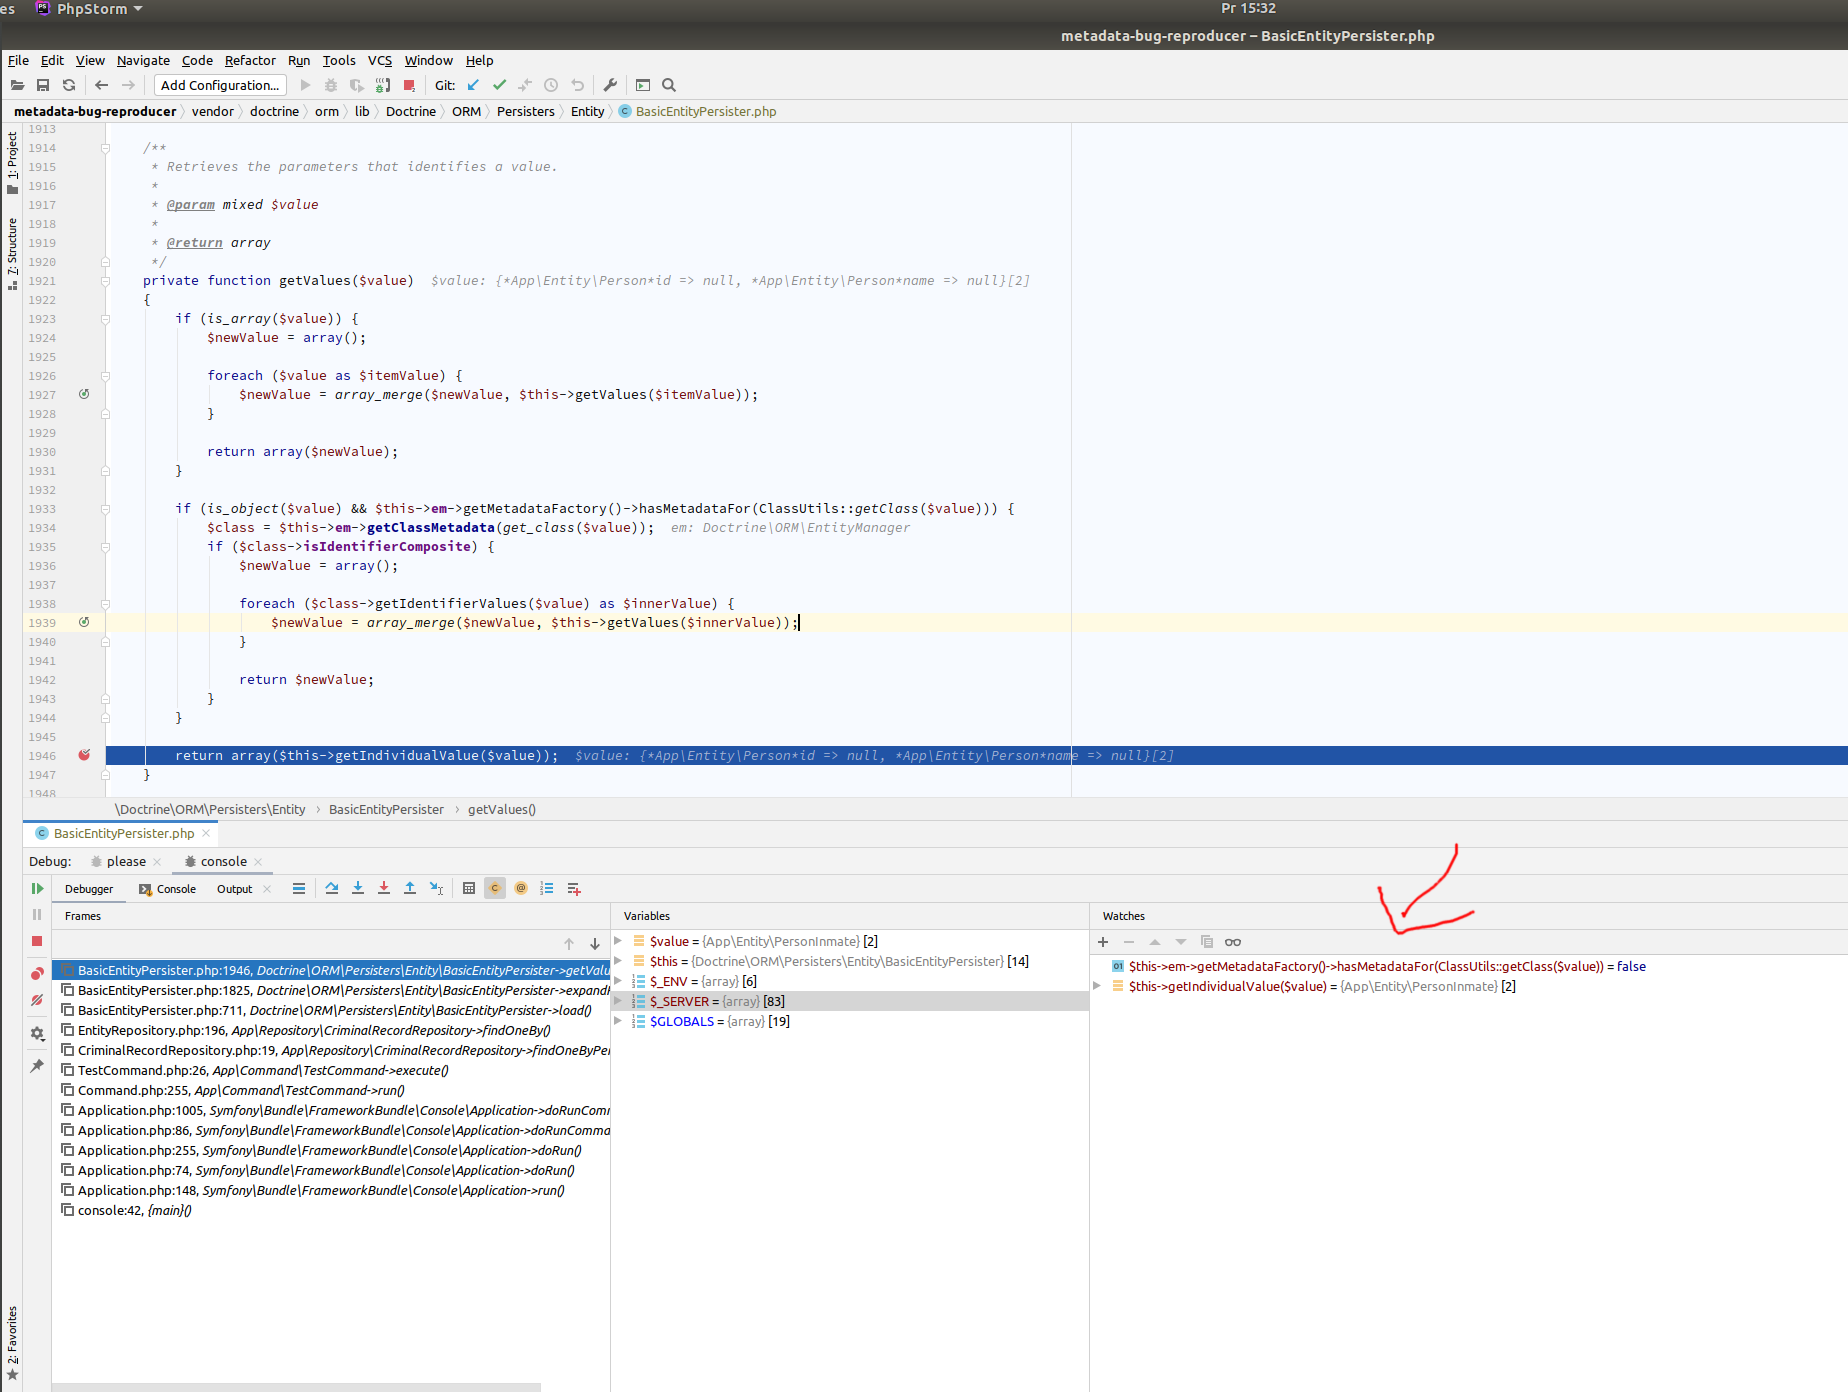 es PhpStorm Pr 15:32
metadata-bug-reproducer – BasicEntityPersister.php
File Edit View Navigate Code Refactor Run Tools VCS Window Help
Add Configuration... Git:
metadata-bug-reproducer vendor doctrine orm lib Doctrine ORM Persisters Entity C BasicEntityPersister.php
1: Project
7: Structure
2: Favorites
1913
1914 /**
1915 * Retrieves the parameters that identifies a value.
1916 *
1917 * @param mixed $value
1918 *
1919 * @return array
1920 */
1921 private function getValues($value) $value: {*App\Entity\Person*id => null, *App\Entity\Person*name => null}[2]
1922 {
1923 if (is_array($value)) {
1924 $newValue = array();
1925
1926 foreach ($value as $itemValue) {
1927 $newValue = array_merge($newValue, $this->getValues($itemValue));
1928 }
1929
1930 return array($newValue);
1931 }
1932
1933 if (is_object($value) && $this->em->getMetadataFactory()->hasMetadataFor(ClassUtils::getClass($value))) {
1934 $class = $this->em->getClassMetadata(get_class($value)); em: Doctrine\ORM\EntityManager
1935 if ($class->isIdentifierComposite) {
1936 $newValue = array();
1937
1938 foreach ($class->getIdentifierValues($value) as $innerValue) {
1939 $newValue = array_merge($newValue, $this->getValues($innerValue));
1940 }
1941
1942 return $newValue;
1943 }
1944 }
1945
1946 return array($this->getIndividualValue($value)); $value: {*App\Entity\Person*id => null, *App\Entity\Person*name => null}[2]
1947 }
1948
\Doctrine\ORM\Persisters\Entity › BasicEntityPersister › getValues()
C BasicEntityPersister.php
Debug: please console
Debugger Console Output
Frames
BasicEntityPersister.php:1946, Doctrine\ORM\Persisters\Entity\BasicEntityPersister->getValu
BasicEntityPersister.php:1825, Doctrine\ORM\Persisters\Entity\BasicEntityPersister->expandP
BasicEntityPersister.php:711, Doctrine\ORM\Persisters\Entity\BasicEntityPersister->load()
EntityRepository.php:196, App\Repository\CriminalRecordRepository->findOneBy()
CriminalRecordRepository.php:19, App\Repository\CriminalRecordRepository->findOneByPer
TestCommand.php:26, App\Command\TestCommand->execute()
Command.php:255, App\Command\TestCommand->run()
Application.php:1005, Symfony\Bundle\FrameworkBundle\Console\Application->doRunComm
Application.php:86, Symfony\Bundle\FrameworkBundle\Console\Application->doRunComma
Application.php:255, Symfony\Bundle\FrameworkBundle\Console\Application->doRun()
Application.php:74, Symfony\Bundle\FrameworkBundle\Console\Application->doRun()
Application.php:148, Symfony\Bundle\FrameworkBundle\Console\Application->run()
console:42, {main}()
Variables
$value = {App\Entity\PersonInmate} [2]
$this = {Doctrine\ORM\Persisters\Entity\BasicEntityPersister} [14]
$_ENV = {array} [6]
$_SERVER = {array} [83]
$GLOBALS = {array} [19]
Watches
$this->em->getMetadataFactory()->hasMetadataFor(ClassUtils::getClass($value)) = false
$this->getIndividualValue($value) = {App\Entity\PersonInmate} [2]